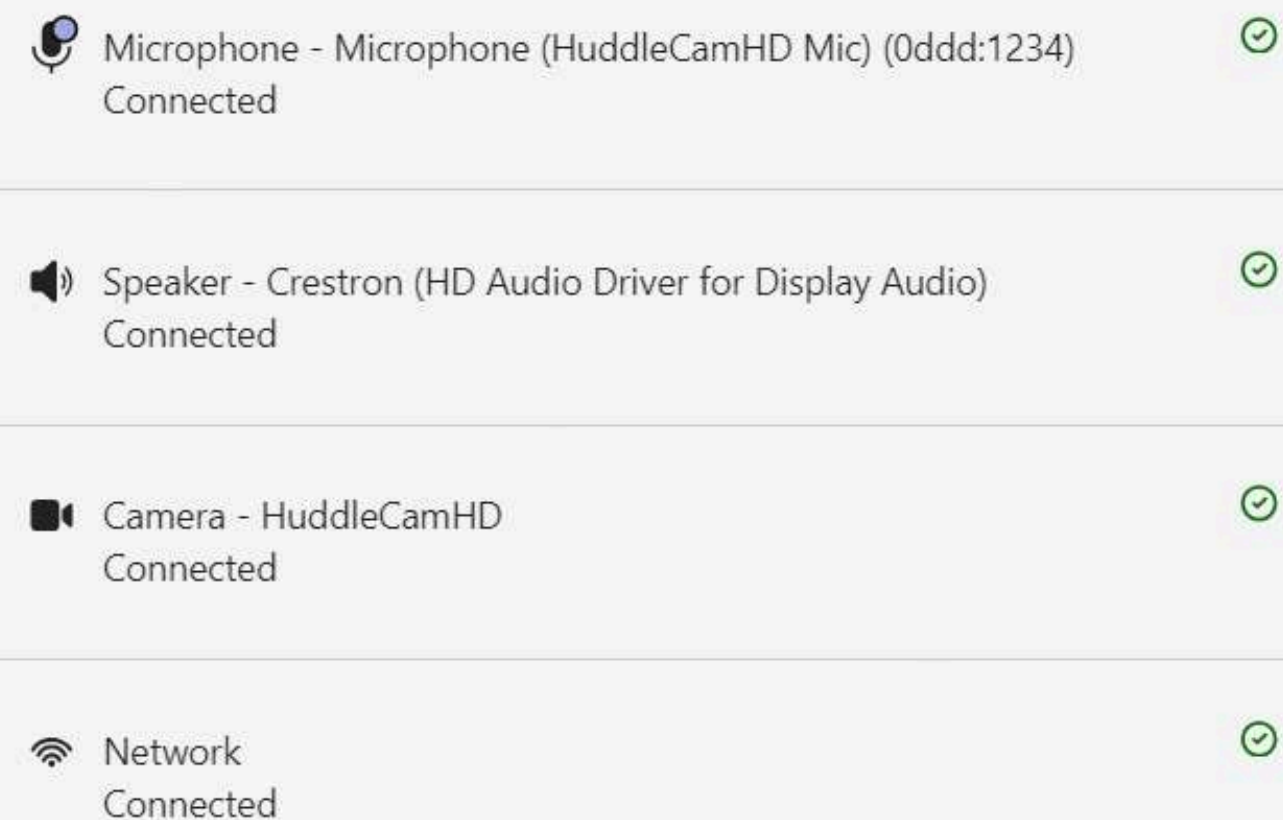 Microphone - Microphone (HuddleCamHD Mic) (0ddd:1234)
Connected
Speaker - Crestron (HD Audio Driver for Display Audio)
Connected
Camera - HuddleCamHD
Connected
Network
Connected